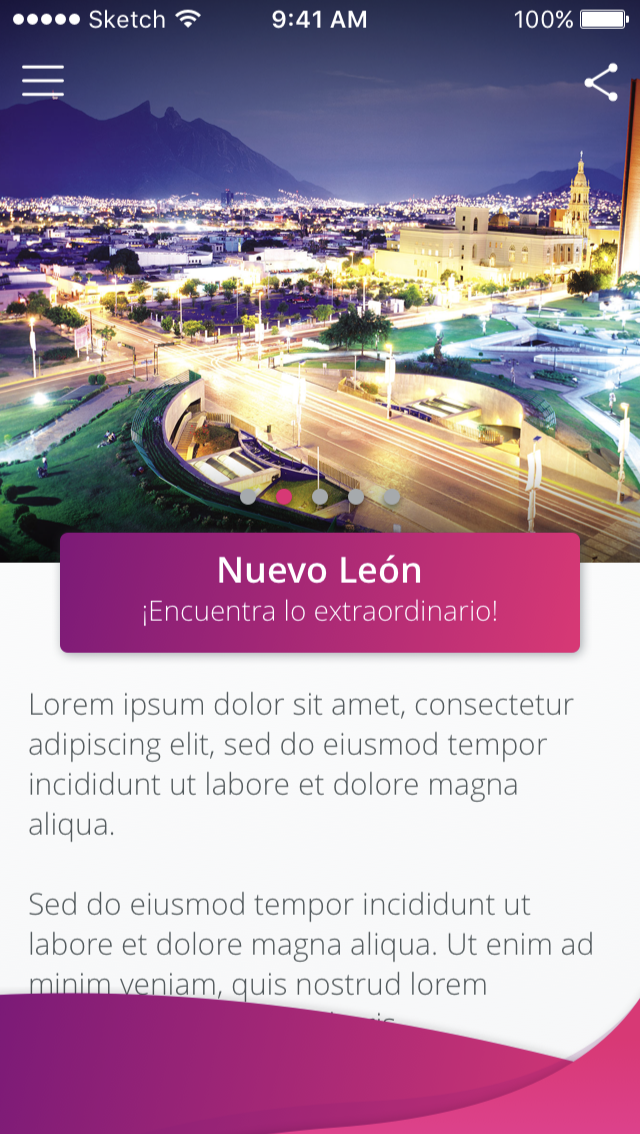 Sketch 9:41 AM 100%
Nuevo León
¡Encuentra lo extraordinario!
Lorem ipsum dolor sit amet, consectetur
adipiscing elit, sed do eiusmod tempor
incididunt ut labore et dolore magna
aliqua.
Sed do eiusmod tempor incididunt ut
labore et dolore magna aliqua. Ut enim ad
minim veniam, quis nostrud lorem